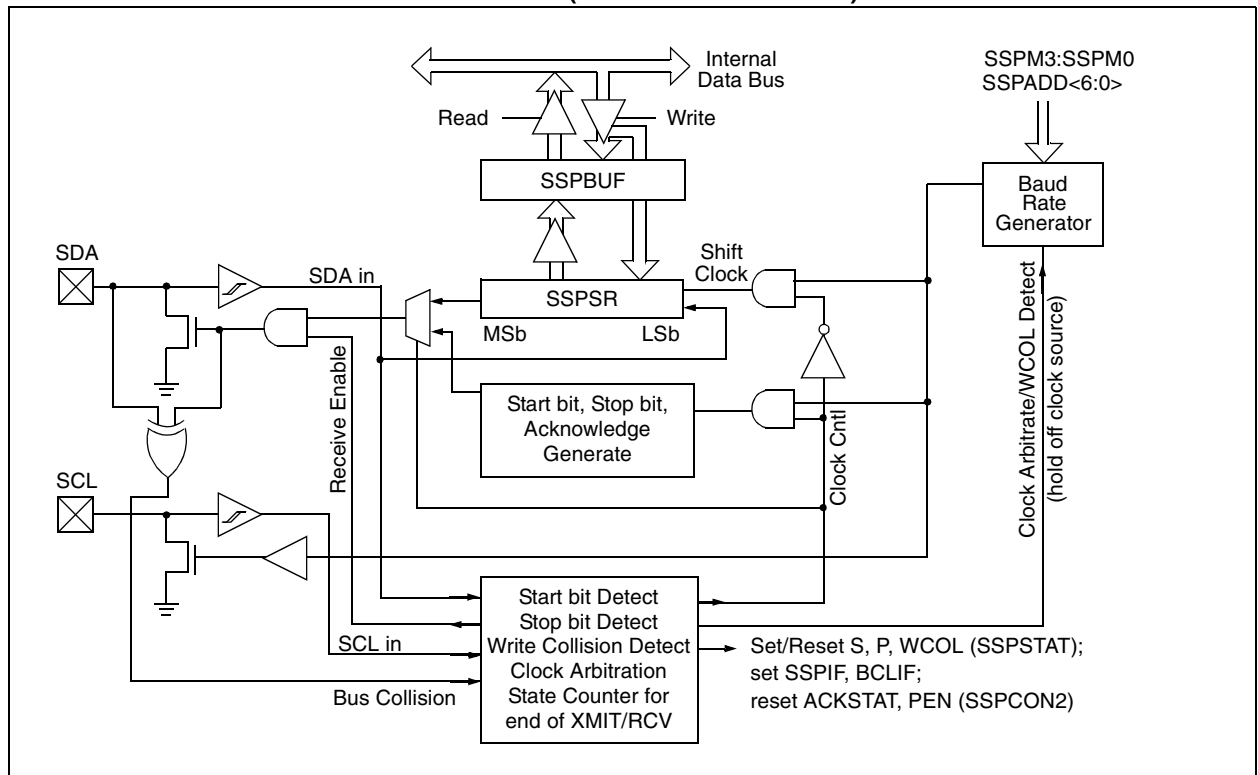 Internal
Data Bus
SSPM3:SSPM0
SSPADD<6:0>
Read
Write
SSPBUF
Baud
Rate
Generator
SDA
SDA in
Shift
Clock
SSPSR
MSb
LSb
Receive Enable
Start bit, Stop bit,
Acknowledge
Generate
Clock Cntl
Clock Arbitrate/WCOL Detect
(hold off clock source)
SCL
SCL in
Bus Collision
Start bit Detect
Stop bit Detect
Write Collision Detect
Clock Arbitration
State Counter for
end of XMIT/RCV
Set/Reset S, P, WCOL (SSPSTAT);
set SSPIF, BCLIF;
reset ACKSTAT, PEN (SSPCON2)